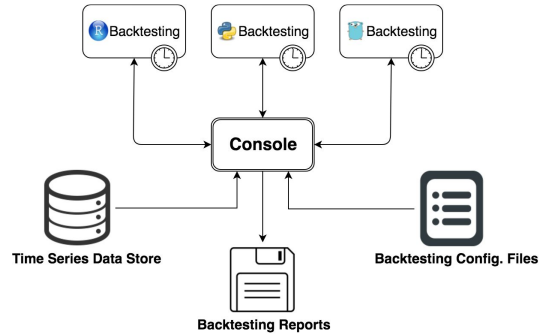 R Backtesting
Backtesting
Backtesting
Console
Time Series Data Store
Backtesting Config. Files
Backtesting Reports